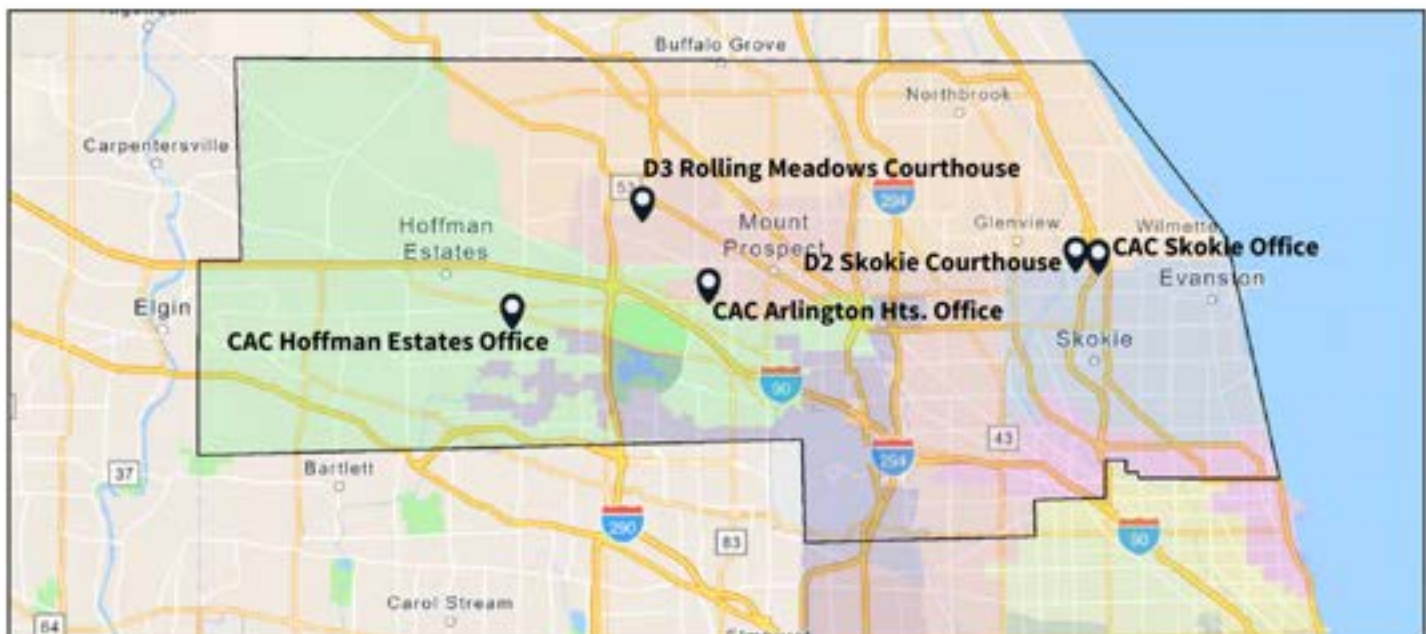 Buffalo Grove
Northbrook
Carpentersville
D3 Rolling Meadows Courthouse
53
294
Hoffman
Estates
Mount
Prospect
Glenview
Wilmette
D2 Skokie Courthouse
CAC Skokie Office
Evanston
Elgin
CAC Arlington Hts. Office
CAC Hoffman Estates Office
Skokie
90
43
294
Bartlett
37
290
83
90
Carol Stream
64